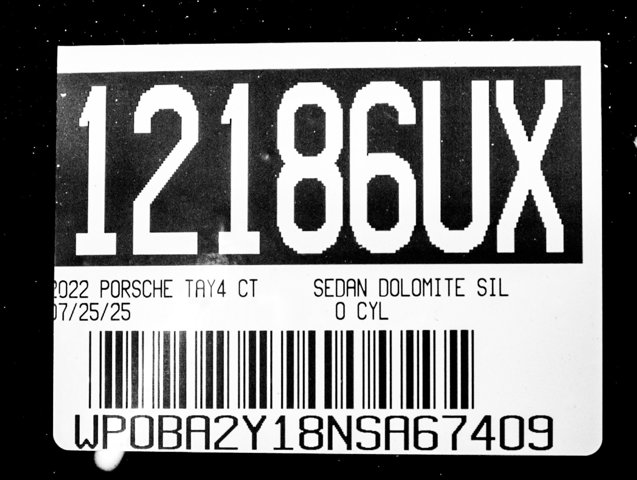 12186UX
2022 PORSCHE TAY4 CT SEDAN DOLOMITE SIL
07/25/25 0 CYL
WP0BA2Y18NSA67409